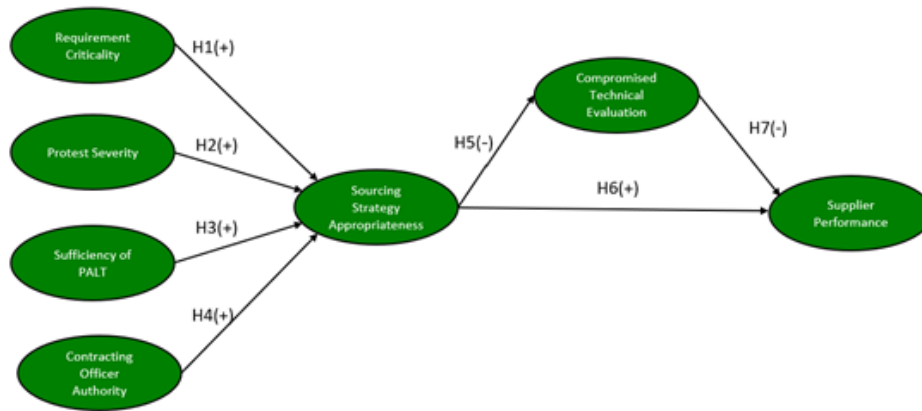 Requirement
Criticality
H1(+)
Protest Severity
H2(+)
Sufficiency of
PALT
H3(+)
Contracting
Officer
Authority
H4(+)
Sourcing
Strategy
Appropriateness
H5(-)
Compromised
Technical
Evaluation
H6(+)
H7(-)
Supplier
Performance